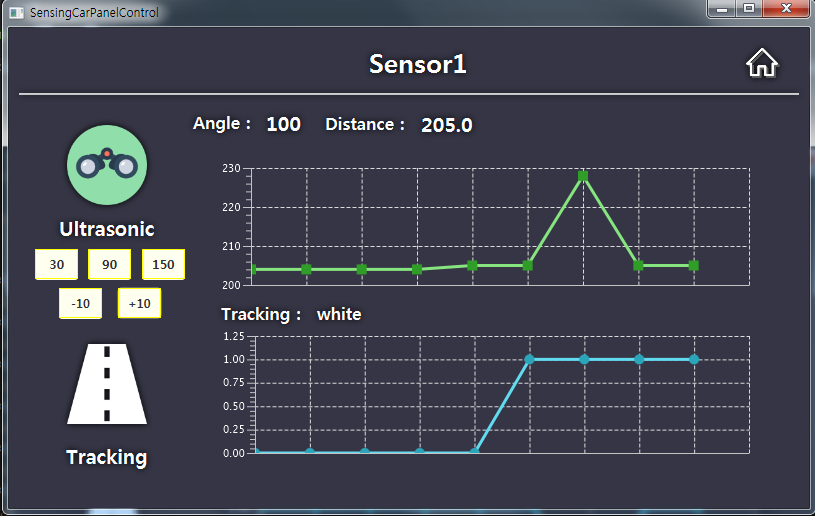 SensingCarPanelControl
Sensor1
Angle : 100 Distance : 205.0
Ultrasonic
30 90 150
-10 +10
230
220
210
200
Tracking : white
1.25
1.00
0.75
0.50
0.25
0.00
Tracking